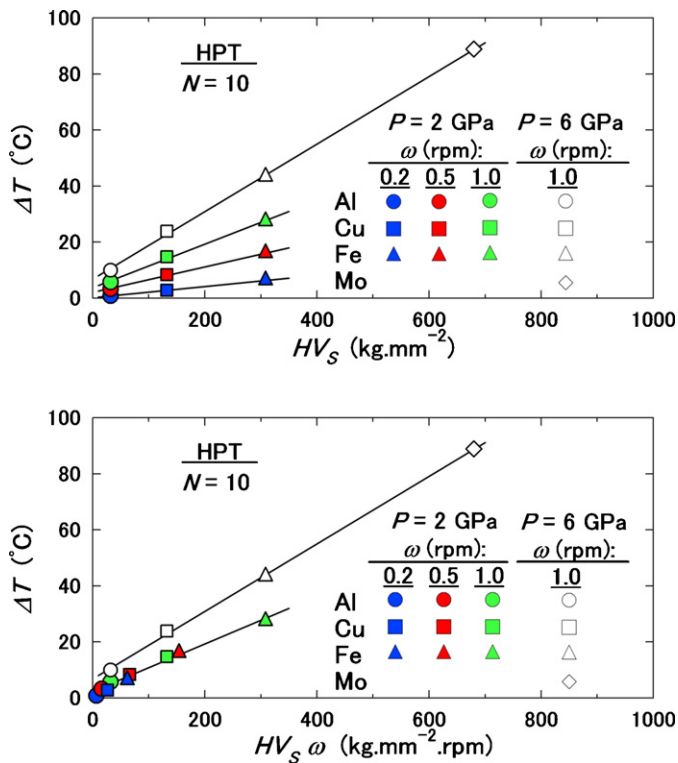 100
80
60
40
20
0
ΔT (°C)
HPT
N = 10
P = 2 GPa P = 6 GPa
ω (rpm): ω (rpm):
0.2 0.5 1.0 1.0
Al
Cu
Fe
Mo
0 200 400 600 800 1000
HVS (kg.mm−2)
100
80
60
40
20
0
ΔT (°C)
HPT
N = 10
P = 2 GPa P = 6 GPa
ω (rpm): ω (rpm):
0.2 0.5 1.0 1.0
Al
Cu
Fe
Mo
0 200 400 600 800 1000
HVS ω (kg.mm−2.rpm)